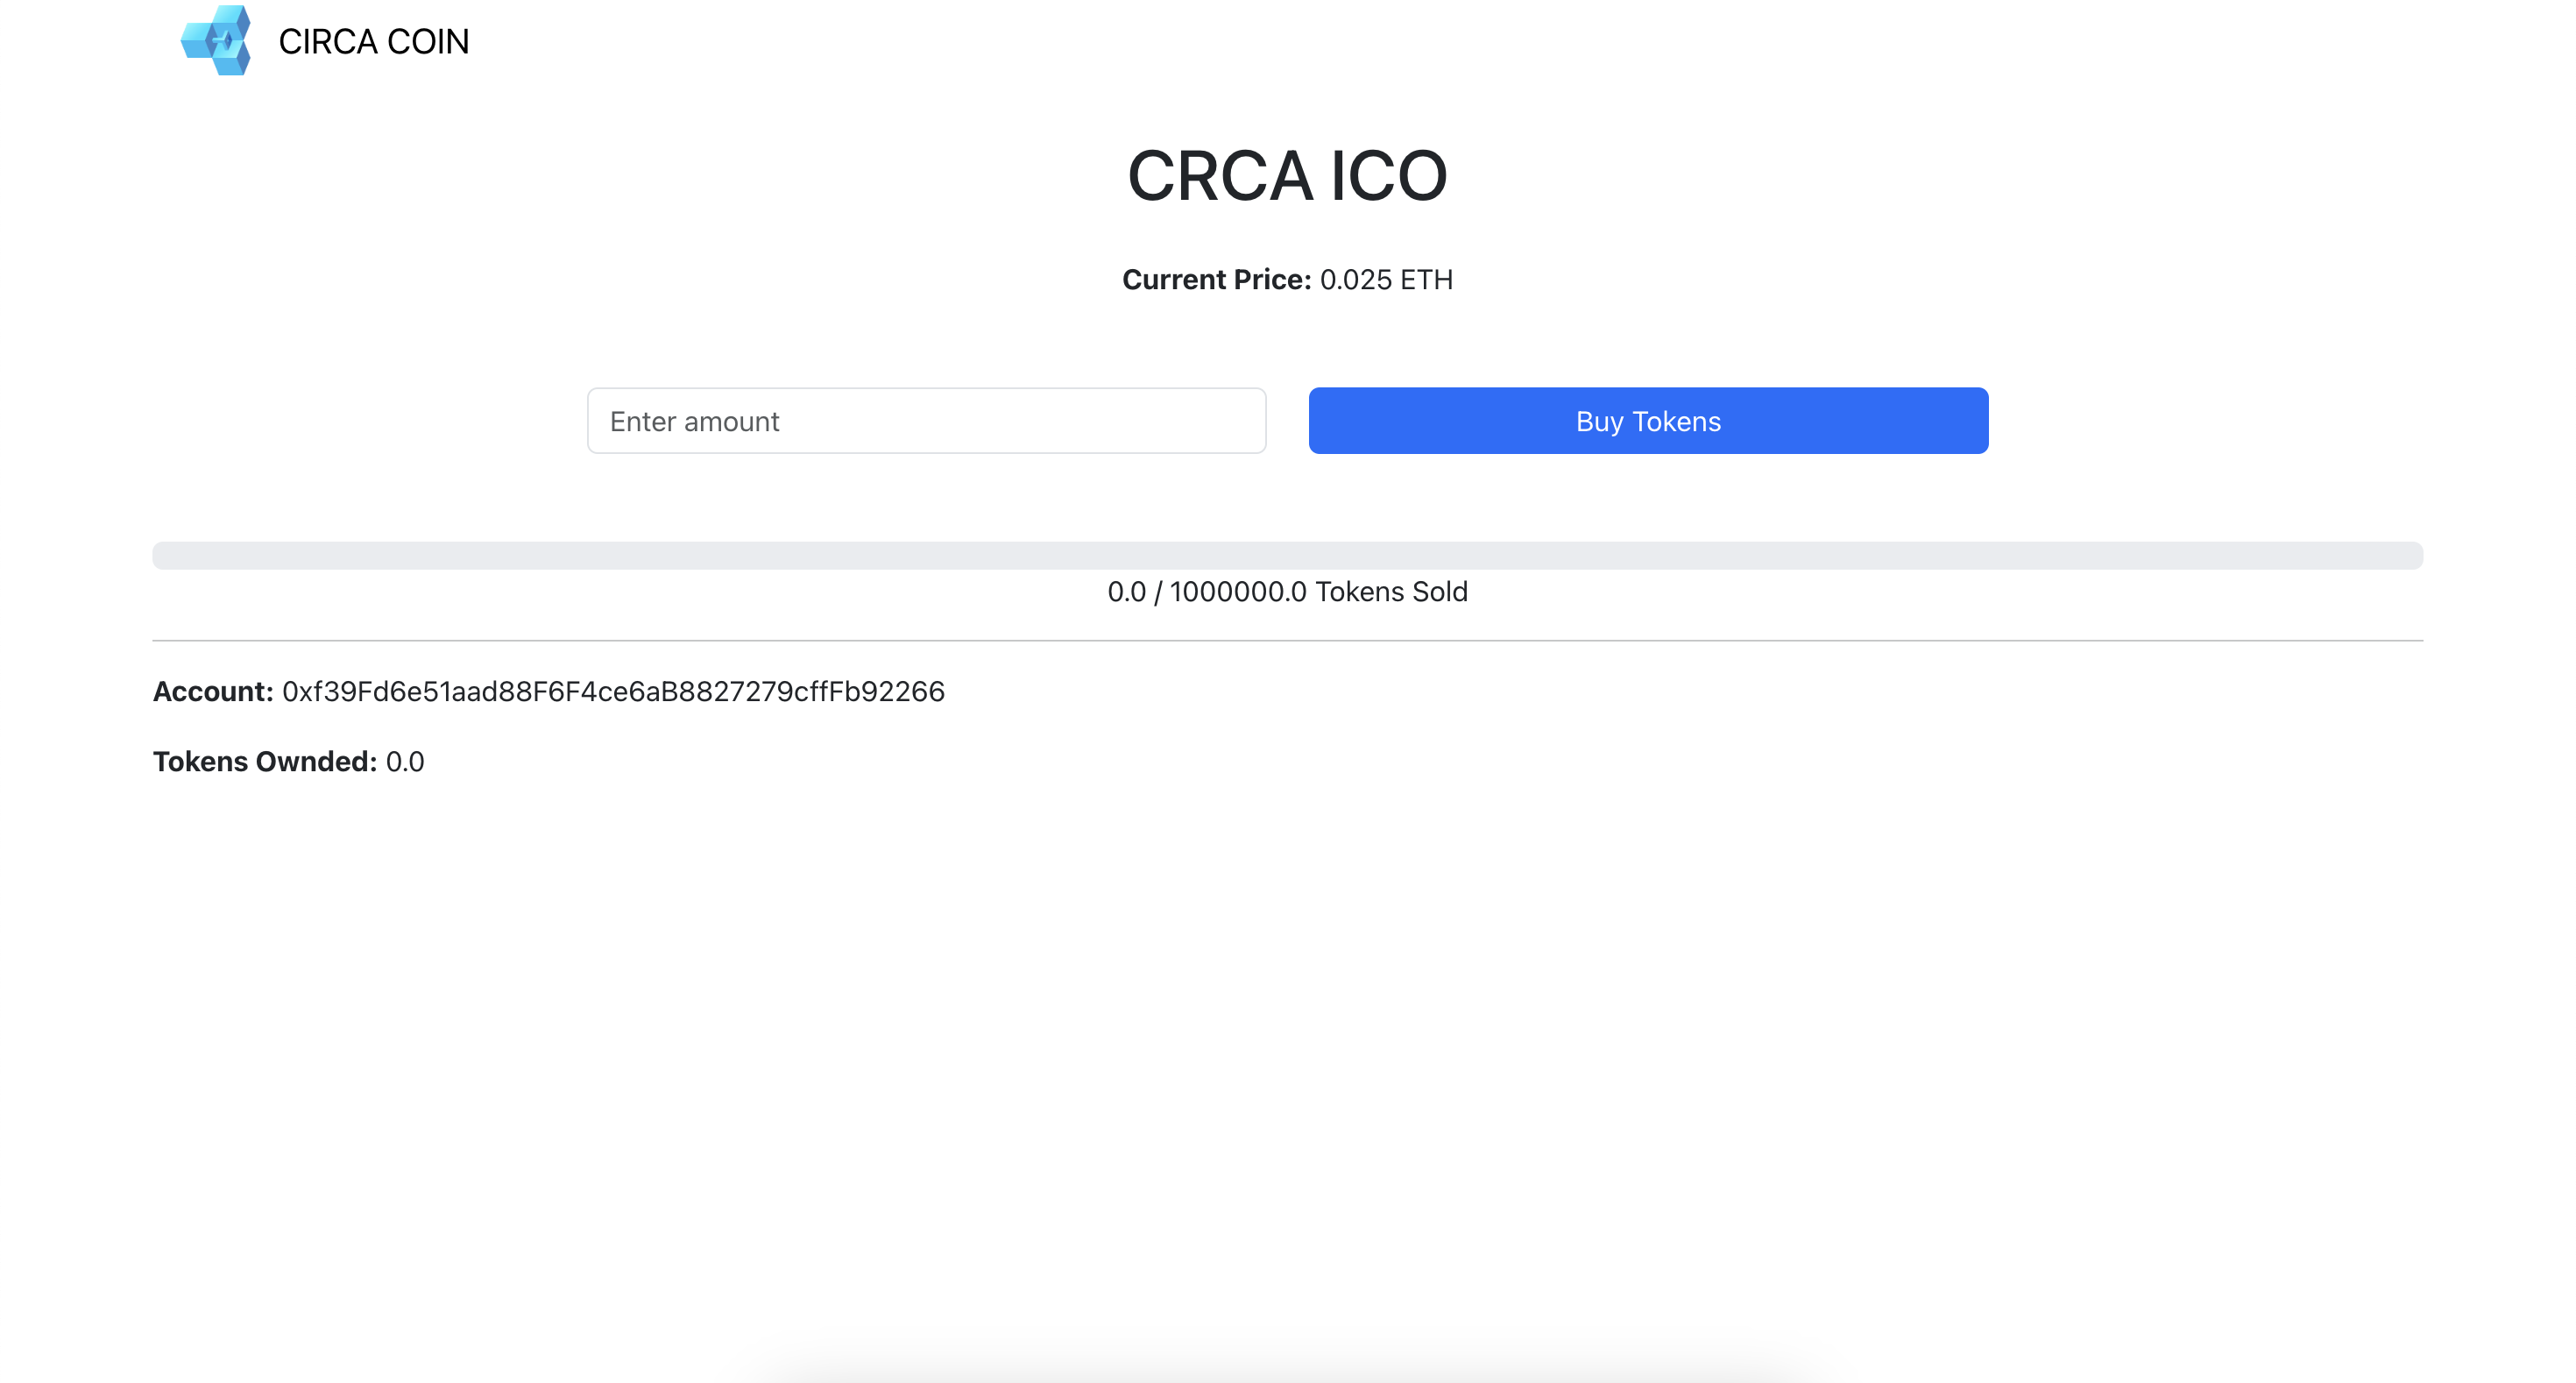 CIRCA COIN
CRCA ICO
Current Price: 0.025 ETH
Enter amount
Buy Tokens
0.0 / 1000000.0 Tokens Sold
Account: 0xf39Fd6e51aad88F6F4ce6aB8827279cffFb92266
Tokens Ownded: 0.0